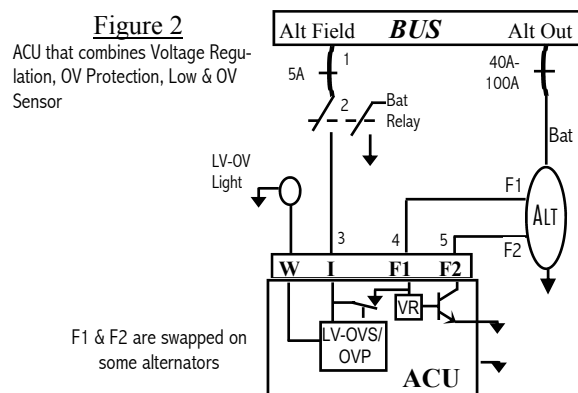 Figure 2
ACU that combines Voltage Regu-
lation, OV Protection, Low & OV
Sensor
Alt Field
BUS
Alt Out
5A
1
40A-
100A
2
Bat
Relay
Bat
LV-OV
Light
F1
ALT
F2
3
4
5
W
I
F1
F2
VR
LV-OVS/
OVP
ACU
F1 & F2 are swapped on
some alternators